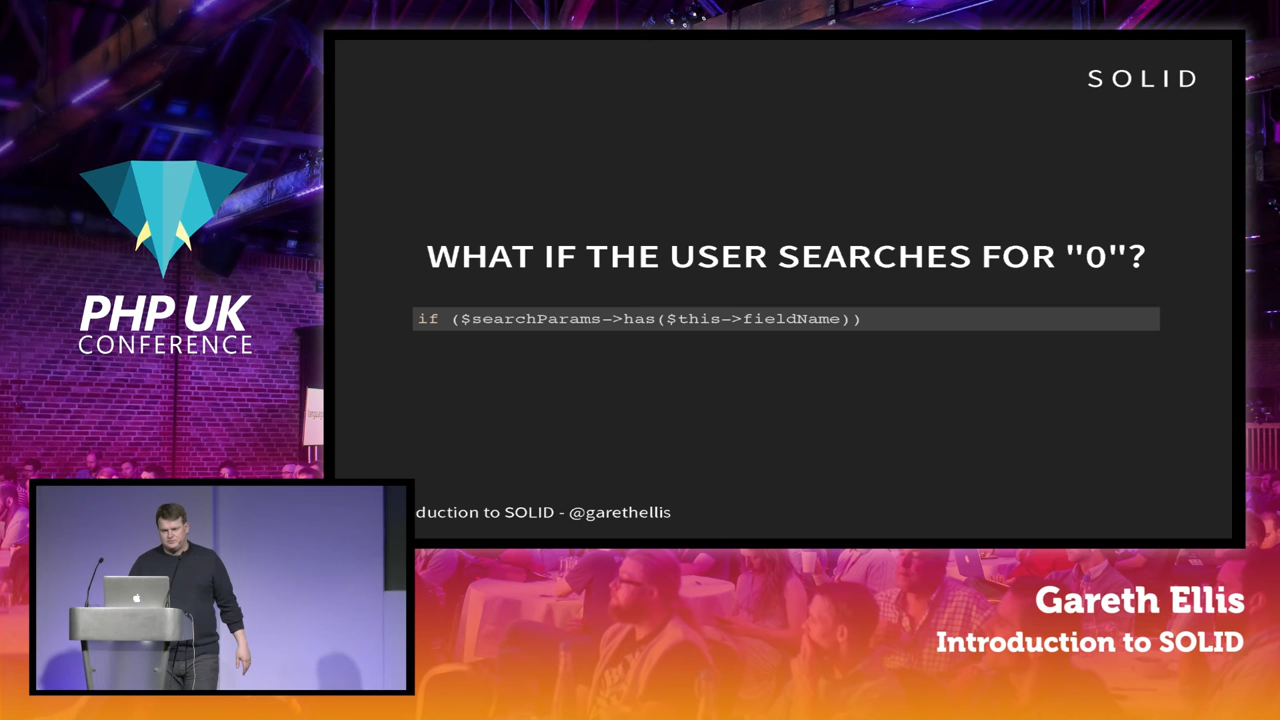 SOLID
WHAT IF THE USER SEARCHES FOR "0"?
if ($searchParams->has($this->fieldName))
duction to SOLID - @garethellis
PHP UK
CONFERENCE
Gareth Ellis
Introduction to SOLID